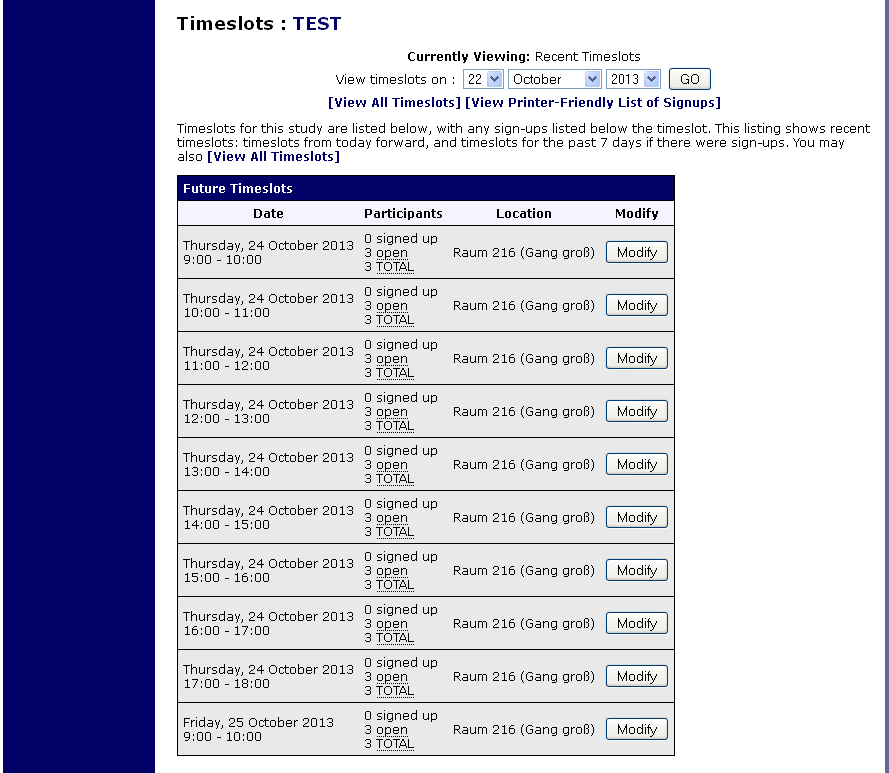 Timeslots : TEST
Currently Viewing: Recent Timeslots
View timeslots on : 22 October 2013 GO
[View All Timeslots] [View Printer-Friendly List of Signups]
Timeslots for this study are listed below, with any sign-ups listed below the timeslot. This listing shows recent
timeslots: timeslots from today forward, and timeslots for the past 7 days if there were sign-ups. You may
also [View All Timeslots]
Future Timeslots
Date Participants Location Modify
Thursday, 24 October 2013
9:00 - 10:00
0 signed up
3 open
3 TOTAL
Raum 216 (Gang groß)
Modify
Thursday, 24 October 2013
10:00 - 11:00
0 signed up
3 open
3 TOTAL
Raum 216 (Gang groß)
Modify
Thursday, 24 October 2013
11:00 - 12:00
0 signed up
3 open
3 TOTAL
Raum 216 (Gang groß)
Modify
Thursday, 24 October 2013
12:00 - 13:00
0 signed up
3 open
3 TOTAL
Raum 216 (Gang groß)
Modify
Thursday, 24 October 2013
13:00 - 14:00
0 signed up
3 open
3 TOTAL
Raum 216 (Gang groß)
Modify
Thursday, 24 October 2013
14:00 - 15:00
0 signed up
3 open
3 TOTAL
Raum 216 (Gang groß)
Modify
Thursday, 24 October 2013
15:00 - 16:00
0 signed up
3 open
3 TOTAL
Raum 216 (Gang groß)
Modify
Thursday, 24 October 2013
16:00 - 17:00
0 signed up
3 open
3 TOTAL
Raum 216 (Gang groß)
Modify
Thursday, 24 October 2013
17:00 - 18:00
0 signed up
3 open
3 TOTAL
Raum 216 (Gang groß)
Modify
Friday, 25 October 2013
9:00 - 10:00
0 signed up
3 open
3 TOTAL
Raum 216 (Gang groß)
Modify